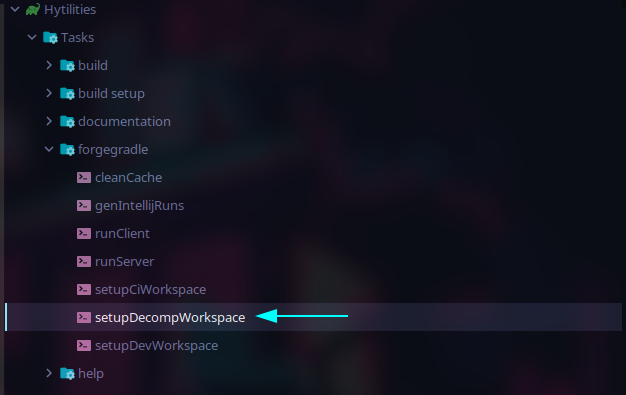 Hytilities
Tasks
build
build setup
documentation
forgegradle
cleanCache
genIntellijRuns
runClient
runServer
setupCiWorkspace
setupDecompWorkspace
setupDevWorkspace
help